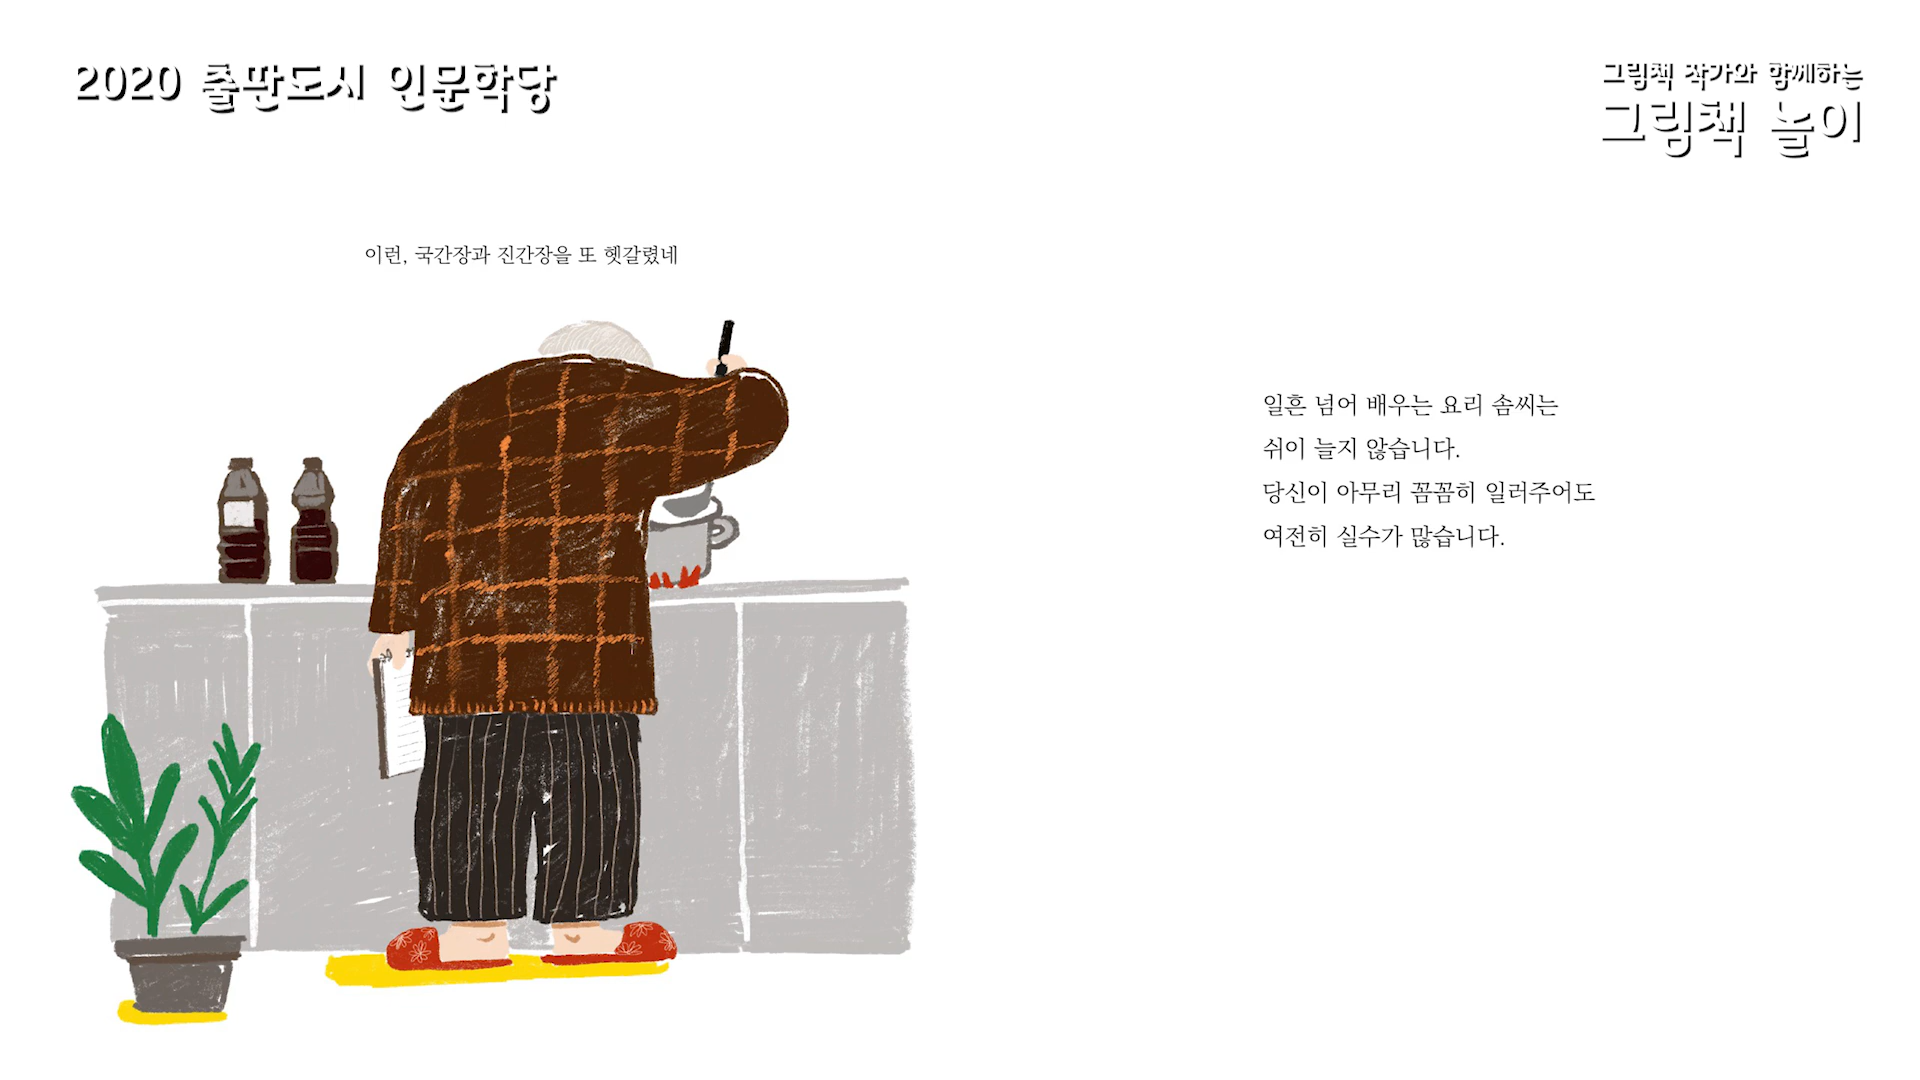 2020 출판도시 인문학당
그림책 작가와 함께하는
그림책 놀이
이런, 국간장과 진간장을 또 헷갈렸네
일흔 넘어 배우는 요리 솜씨는
쉬이 늘지 않습니다.
당신이 아무리 꼼꼼히 일러주어도
여전히 실수가 많습니다.